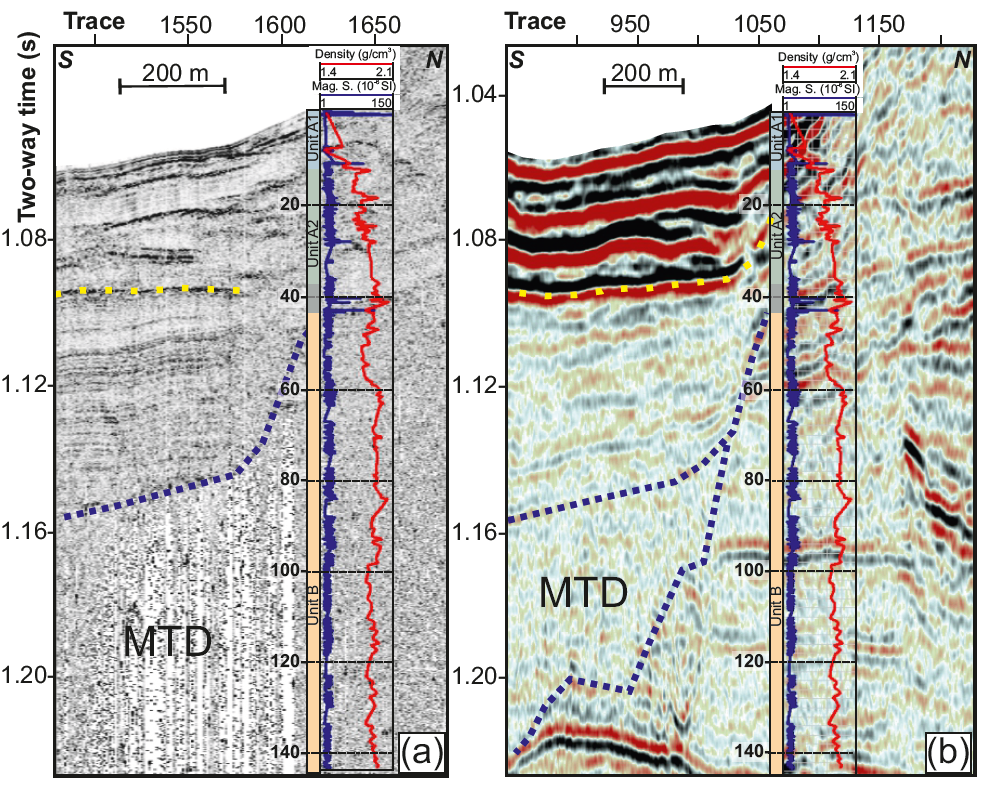 Trace 1550 1600 1650
Two-way time (s)
S
200 m
N
Density (g/cm³)
1.4 2.1
Mag. S. (10⁻⁵SI)
1 150
Unit A1
Unit A2
Unit B
20
40
60
80
100
120
140
1.08
1.12
1.16
1.20
MTD
(a)
Trace 950 1050 1150
S
200 m
N
Density (g/cm³)
1.4 2.1
Mag. S. (10⁻⁵SI)
1 150
Unit A1
Unit A2
Unit B
20
40
60
80
100
120
140
1.04
1.08
1.12
1.16
1.20
MTD
(b)